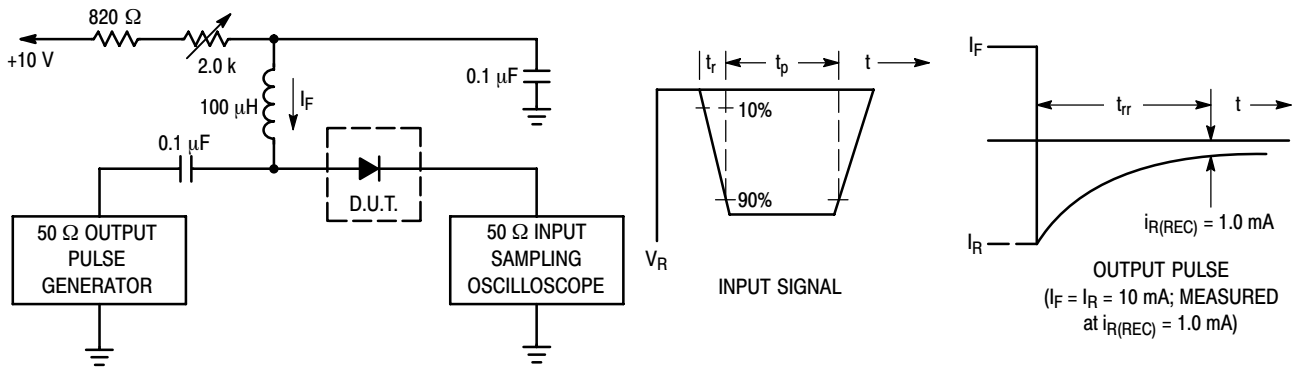 820 Ω
+10 V
2.0 k
0.1 µF
100 µH
I_F
0.1 µF
D.U.T.
50 Ω OUTPUT
PULSE
GENERATOR
50 Ω INPUT
SAMPLING
OSCILLOSCOPE
t_r
t_p
t
10%
90%
V_R
INPUT SIGNAL
I_F
t_rr
t
I_R
i_R(REC) = 1.0 mA
OUTPUT PULSE
(I_F = I_R = 10 mA; MEASURED
at i_R(REC) = 1.0 mA)